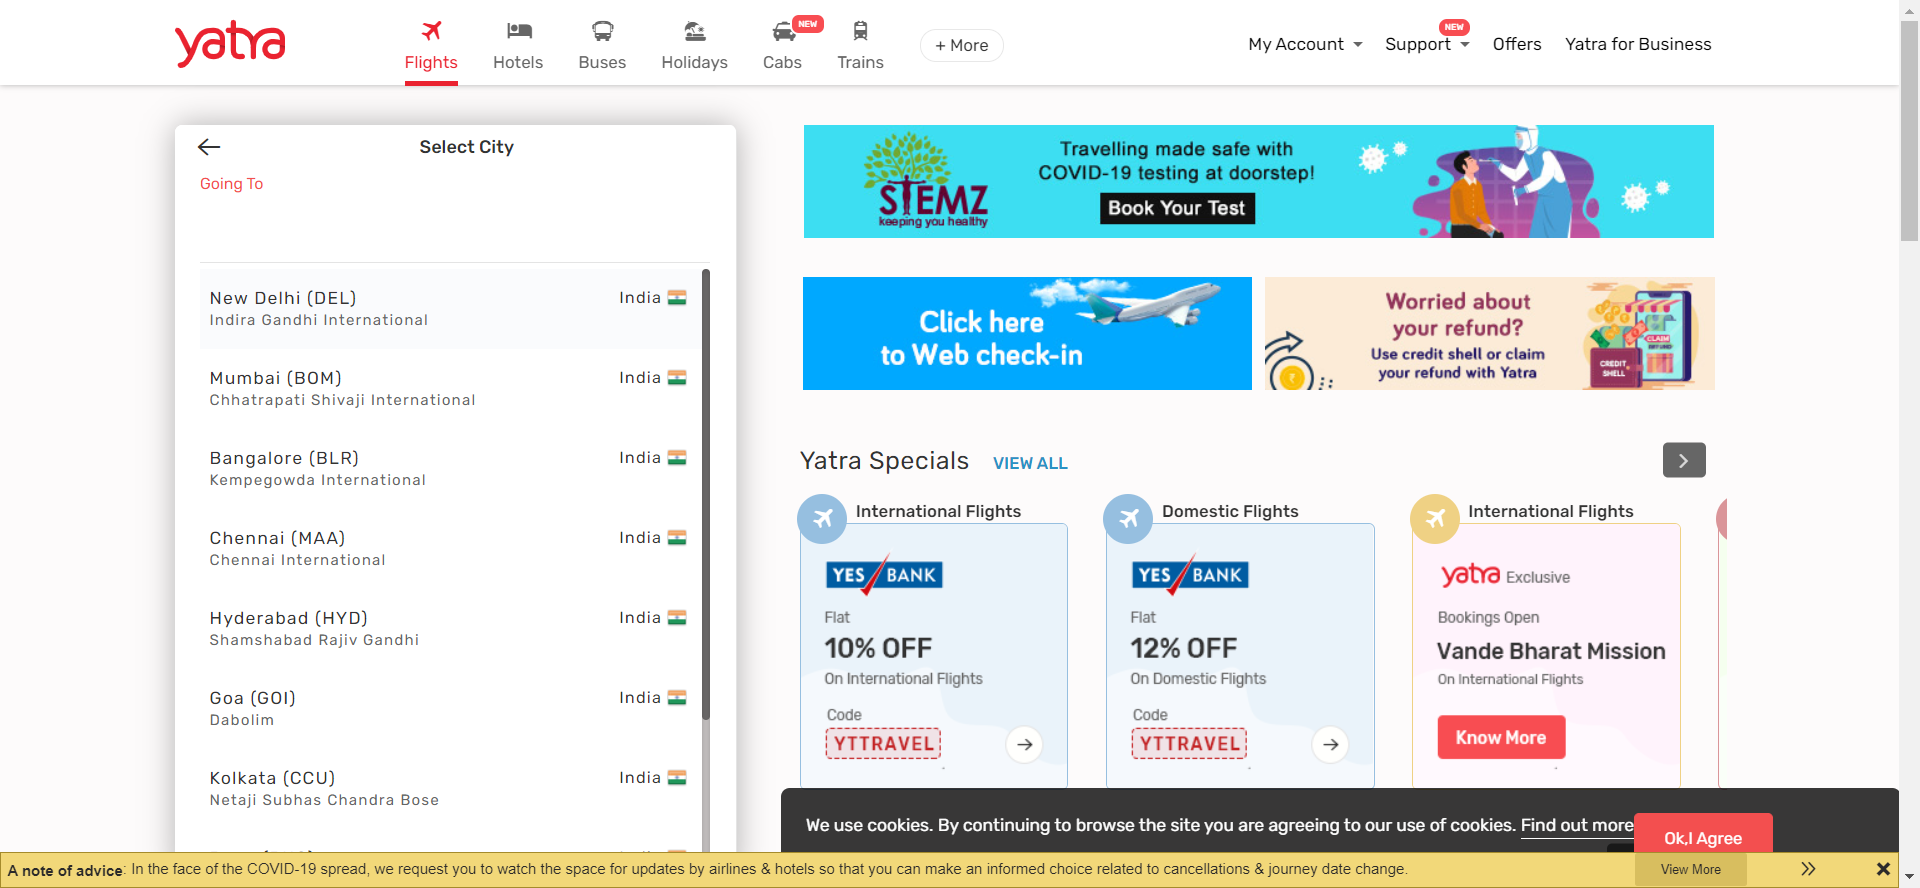 yatra
Flights
Hotels
Buses
Holidays
NEW
Cabs
Trains
+ More
My Account
NEW
Support
Offers
Yatra for Business
Select City
Going To
New Delhi (DEL)
India
Indira Gandhi International
Mumbai (BOM)
India
Chhatrapati Shivaji International
Bangalore (BLR)
India
Kempegowda International
Chennai (MAA)
India
Chennai International
Hyderabad (HYD)
India
Shamshabad Rajiv Gandhi
Goa (GOI)
India
Dabolim
Kolkata (CCU)
India
Netaji Subhas Chandra Bose
STEMZ
keeping you healthy
Travelling made safe with
COVID-19 testing at doorstep!
Book Your Test
Click here
to Web check-in
Worried about
your refund?
Use credit shell or claim
your refund with Yatra
CREDIT
SHELL
CLAIM
Yatra Specials
VIEW ALL
International Flights
YES BANK
Flat
10% OFF
On International Flights
Code
YTTRAVEL
Domestic Flights
YES BANK
Flat
12% OFF
On Domestic Flights
Code
YTTRAVEL
International Flights
yatra Exclusive
Bookings Open
Vande Bharat Mission
On International Flights
Know More
We use cookies. By continuing to browse the site you are agreeing to our use of cookies. Find out more
Ok,I Agree
A note of advice: In the face of the COVID-19 spread, we request you to watch the space for updates by airlines & hotels so that you can make an informed choice related to cancellations & journey date change.
View More